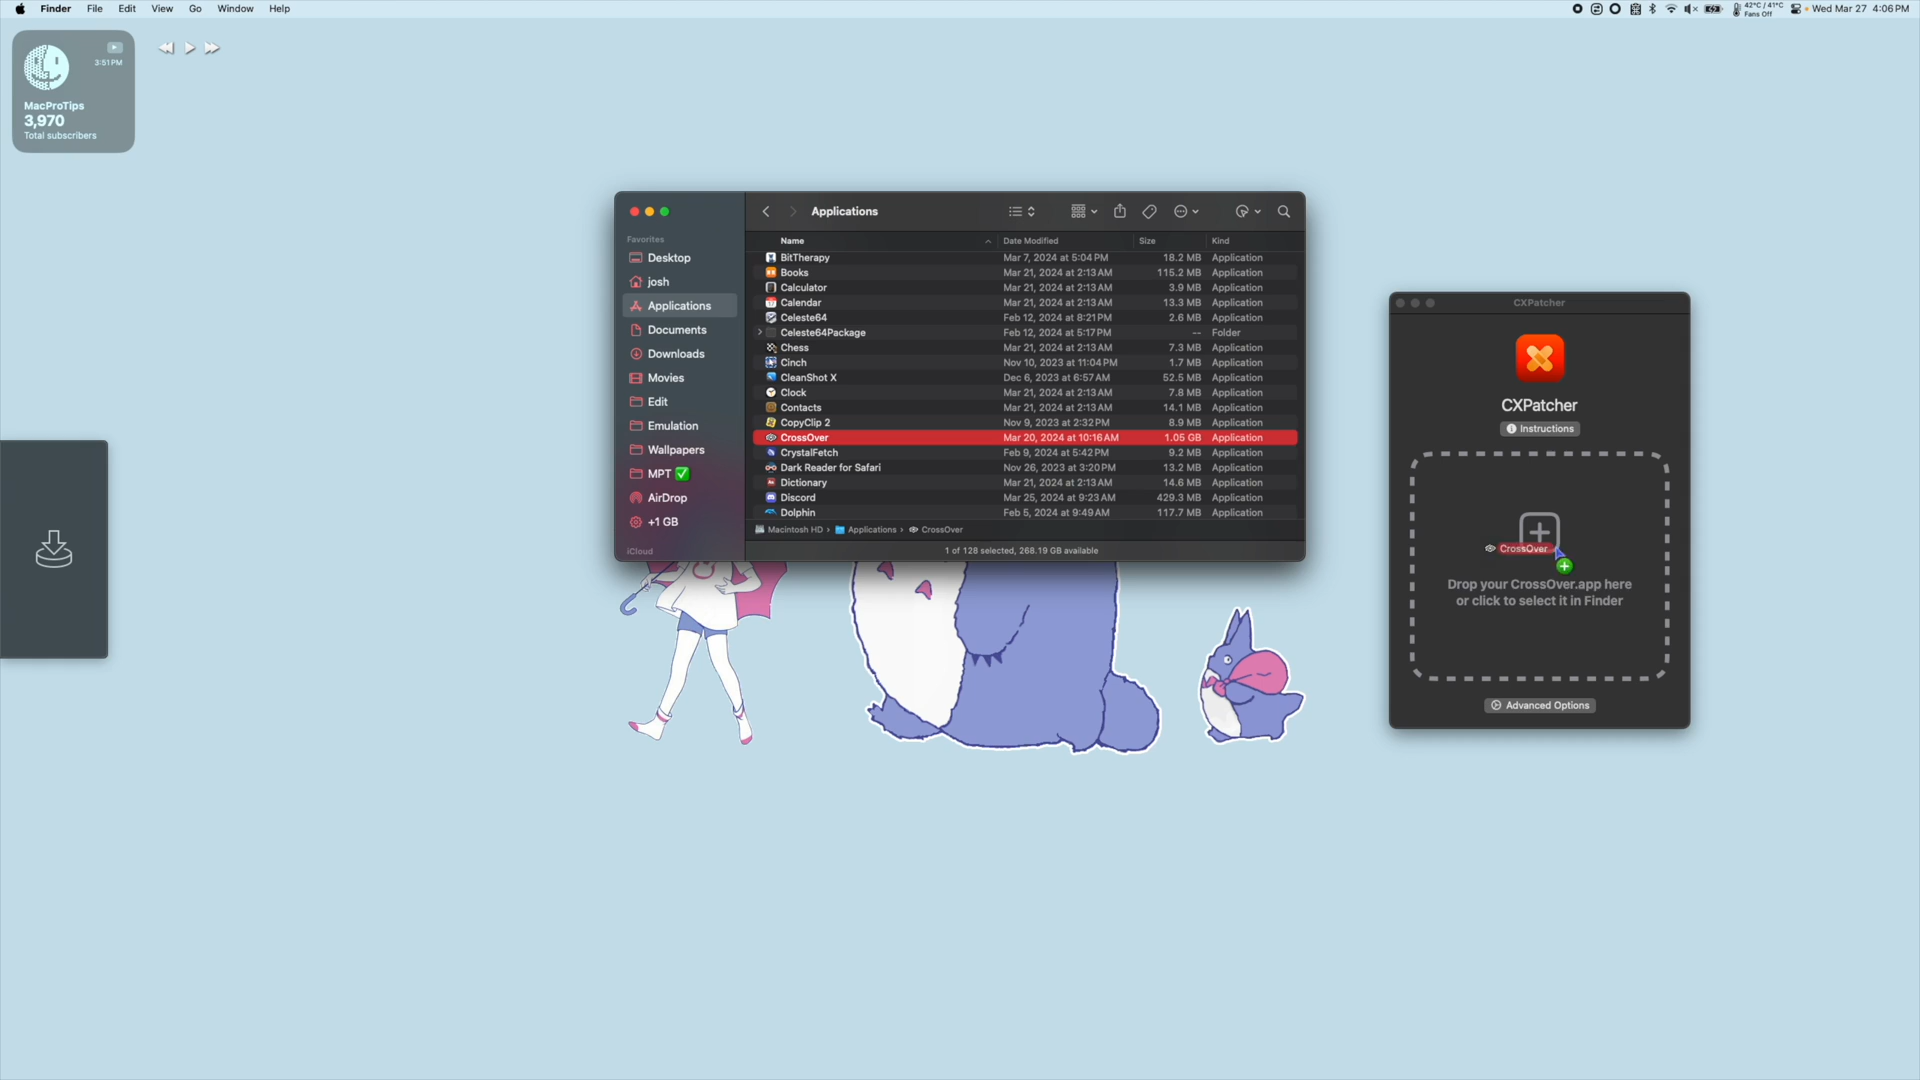 Finder File Edit View Go Window Help
42°C / 41°C
Fans Off
Wed Mar 27 4:06 PM
3:51 PM
MacProTips
3,970
Total subscribers
Applications
Favorites
Desktop
josh
Applications
Documents
Downloads
Movies
Edit
Emulation
Wallpapers
MPT ✅
AirDrop
+1 GB
iCloud
Name Date Modified Size Kind
BitTherapy Mar 7, 2024 at 5:04 PM 18.2 MB Application
Books Mar 21, 2024 at 2:13 AM 115.2 MB Application
Calculator Mar 21, 2024 at 2:13 AM 3.9 MB Application
Calendar Mar 21, 2024 at 2:13 AM 13.3 MB Application
Celeste64 Feb 12, 2024 at 8:21 PM 2.6 MB Application
Celeste64Package Feb 12, 2024 at 5:17 PM -- Folder
Chess Mar 21, 2024 at 2:13 AM 7.3 MB Application
Cinch Nov 10, 2023 at 11:04 PM 1.7 MB Application
CleanShot X Dec 6, 2023 at 6:57 AM 52.5 MB Application
Clock Mar 21, 2024 at 2:13 AM 7.8 MB Application
Contacts Mar 21, 2024 at 2:13 AM 14.1 MB Application
CopyClip 2 Nov 9, 2023 at 2:32 PM 8.9 MB Application
CrossOver Mar 20, 2024 at 10:16 AM 1.05 GB Application
CrystalFetch Feb 9, 2024 at 5:42 PM 9.2 MB Application
Dark Reader for Safari Nov 26, 2023 at 3:20 PM 13.2 MB Application
Dictionary Mar 21, 2024 at 2:13 AM 14.6 MB Application
Discord Mar 25, 2024 at 9:23 AM 429.3 MB Application
Dolphin Feb 5, 2024 at 9:49 AM 117.7 MB Application
Macintosh HD › Applications › CrossOver
1 of 128 selected, 268.19 GB available
CXPatcher
CXPatcher
Instructions
CrossOver
Drop your CrossOver.app here
or click to select it in Finder
Advanced Options